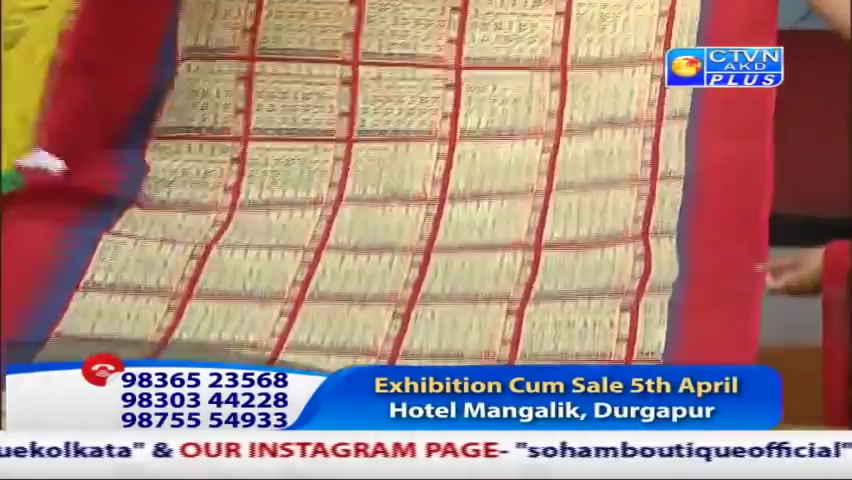 CTVN
AKD
PLUS
98365 23568
98303 44228
98755 54933
Exhibition Cum Sale 5th April
Hotel Mangalik, Durgapur
uekolkata" & OUR INSTAGRAM PAGE- "sohamboutiqueofficial"